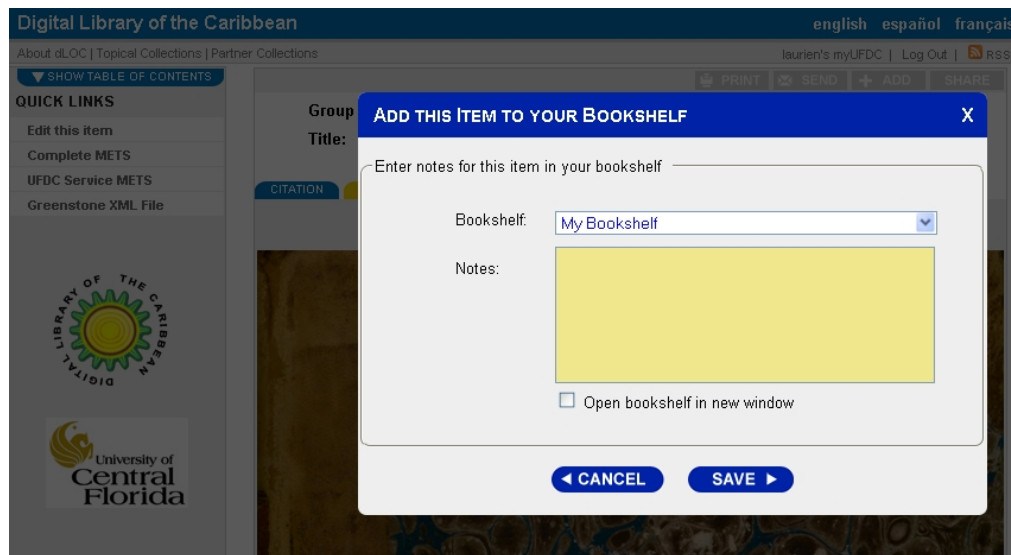 Digital Library of the Caribbean
english español français
About dLOC | Topical Collections | Partner Collections
laurien's myUFDC | Log Out | RSS
SHOW TABLE OF CONTENTS
PRINT SEND ADD SHARE
QUICK LINKS
Edit this item
Complete METS
UFDC Service METS
Greenstone XML File
Group
Title:
CITATION
ADD THIS ITEM TO YOUR BOOKSHELF X
Enter notes for this item in your bookshelf
Bookshelf: My Bookshelf
Notes:
Open bookshelf in new window
CANCEL SAVE
DIGITAL LIBRARY OF THE CARIBBEAN
University of
Central
Florida